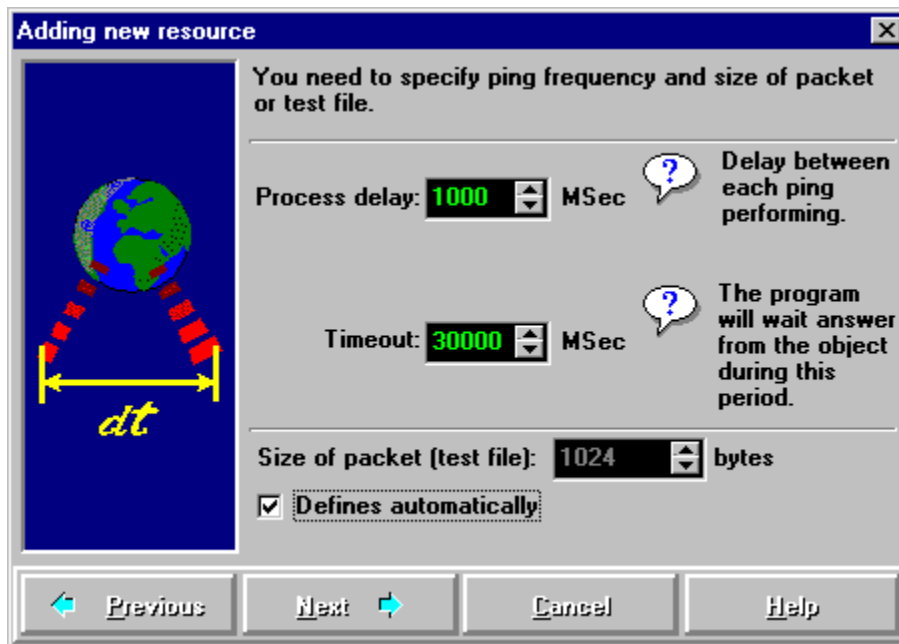 Adding new resource
You need to specify ping frequency and size of packet
or test file.
Process delay: 1000 MSec
?
Delay between
each ping
performing.
Timeout: 30000 MSec
?
The program
will wait answer
from the object
during this
period.
dt
Size of packet (test file): 1024 bytes
Defines automatically
Previous
Next
Cancel
Help